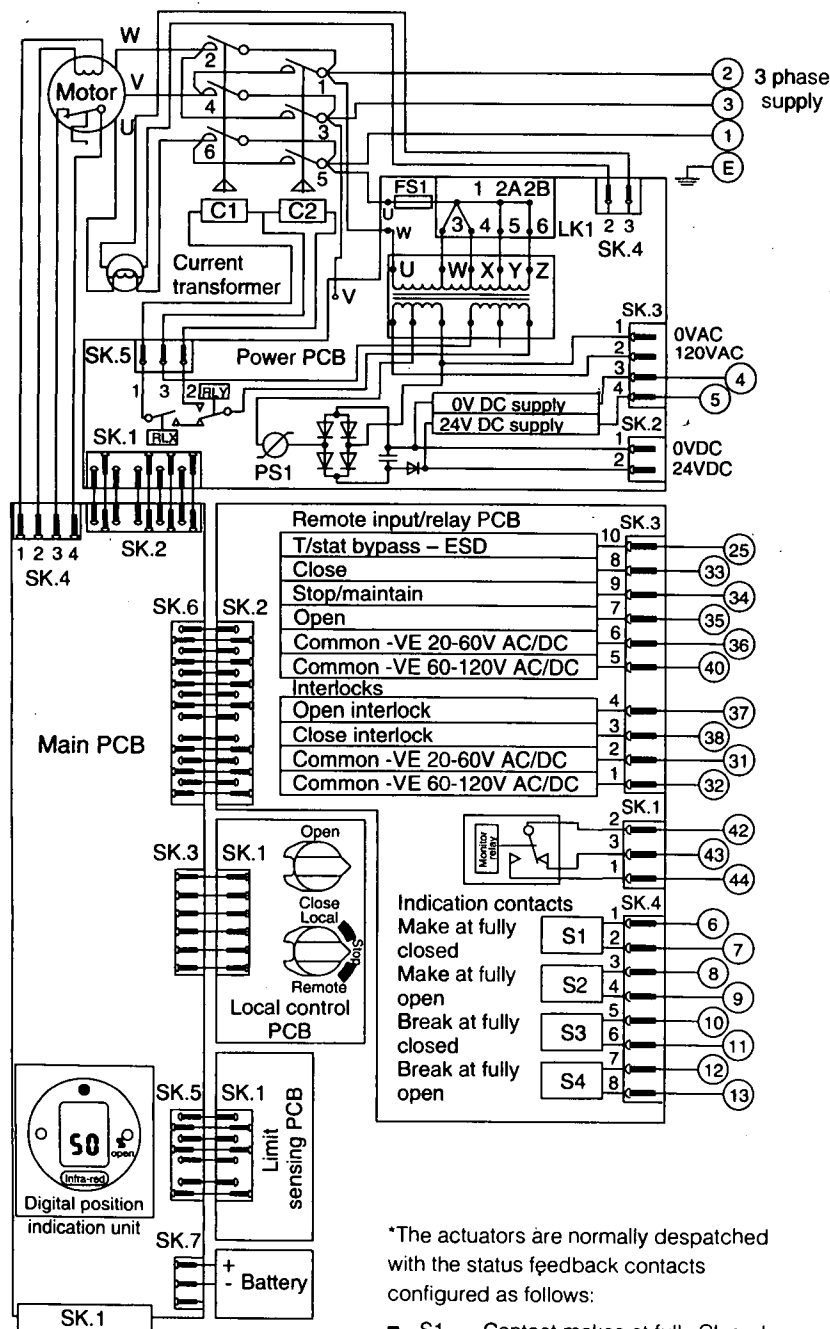 W
V
U
Motor
2
4
6
1
3
5
C1
C2
Current
transformer
V
2
3 phase
supply
3
1
E
FS1
1 2A 2B
U
W
3 4 5 6
LK1
2 3
SK.4
U W X Y Z
SK.5
Power PCB
1 3 2
RLY
RLX
SK.1
PS1
0V DC supply
24V DC supply
SK.3
1 0VAC
2 120VAC
3 4
4 5
SK.2
1 0VDC
2 24VDC
1 2 3 4
SK.4
SK.2
Main PCB
SK.6
SK.2
Remote input/relay PCB
SK.3
T/stat bypass – ESD 10 25
Close 8 33
Stop/maintain 9 34
Open 7 35
Common -VE 20-60V AC/DC 6 36
Common -VE 60-120V AC/DC 5 40
Interlocks
Open interlock 4 37
Close interlock 3 38
Common -VE 20-60V AC/DC 2 31
Common -VE 60-120V AC/DC 1 32
SK.1
Monitor
relay
2 42
3 43
1 44
SK.3
SK.1
Open
Close
Local
Stop
Remote
Local control
PCB
Indication contacts
SK.4
Make at fully
closed
S1
1 6
2 7
Make at fully
open
S2
3 8
4 9
Break at fully
closed
S3
5 10
6 11
Break at fully
open
S4
7 12
8 13
50
%
open
Infra-red
Digital position
indication unit
SK.5
SK.1
Limit
sensing PCB
SK.7
+
- Battery
SK.1
*The actuators are normally despatched
with the status feedback contacts
configured as follows: